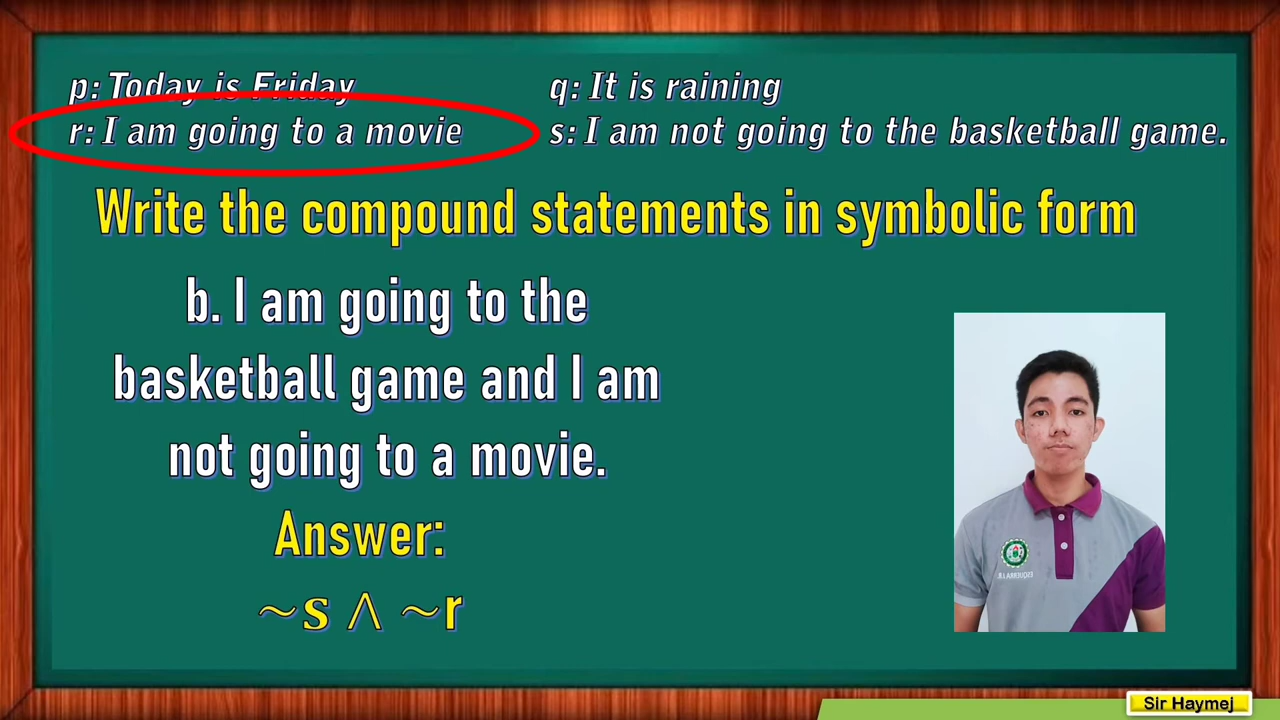 p: Today is Friday
q: It is raining
r: I am going to a movie
s: I am not going to the basketball game.
Write the compound statements in symbolic form
b. I am going to the
basketball game and I am
not going to a movie.
Answer:
~s ∧ ~r
Sir Haymej